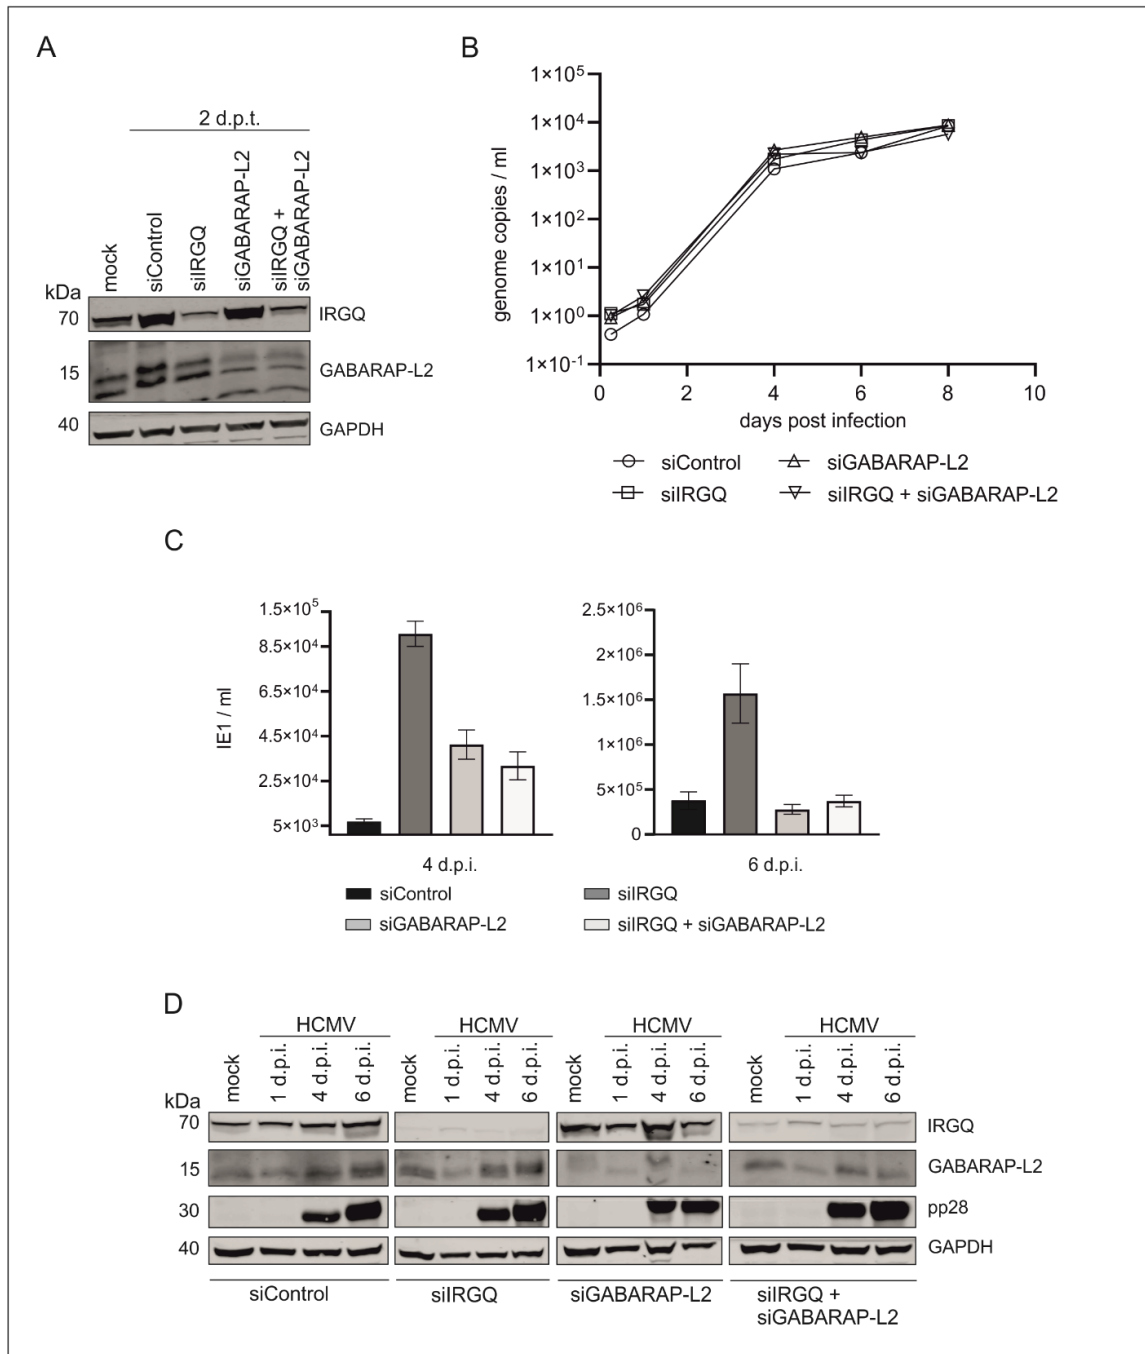 A
2 d.p.t.
mock
siControl
siIRGQ
siGABARAP-L2
siIRGQ +
siGABARAP-L2
kDa
70
IRGQ
15
GABARAP-L2
40
GAPDH
B
genome copies / ml
1×10⁵
1×10⁴
1×10³
1×10²
1×10¹
1×10⁰
1×10⁻¹
0 2 4 6 8 10
days post infection
siControl
siGABARAP-L2
siIRGQ
siIRGQ + siGABARAP-L2
C
IE1 / ml
1.5×10⁵
8.5×10⁴
6.5×10⁴
4.5×10⁴
2.5×10⁴
5×10³
4 d.p.i.
2.5×10⁶
2×10⁶
1.5×10⁶
1×10⁶
5×10⁵
0
6 d.p.i.
siControl
siIRGQ
siGABARAP-L2
siIRGQ + siGABARAP-L2
D
HCMV HCMV HCMV HCMV
mock 1 d.p.i. 4 d.p.i. 6 d.p.i. mock 1 d.p.i. 4 d.p.i. 6 d.p.i. mock 1 d.p.i. 4 d.p.i. 6 d.p.i. mock 1 d.p.i. 4 d.p.i. 6 d.p.i.
kDa
70
IRGQ
15
GABARAP-L2
30
pp28
40
GAPDH
siControl
siIRGQ
siGABARAP-L2
siIRGQ +
siGABARAP-L2